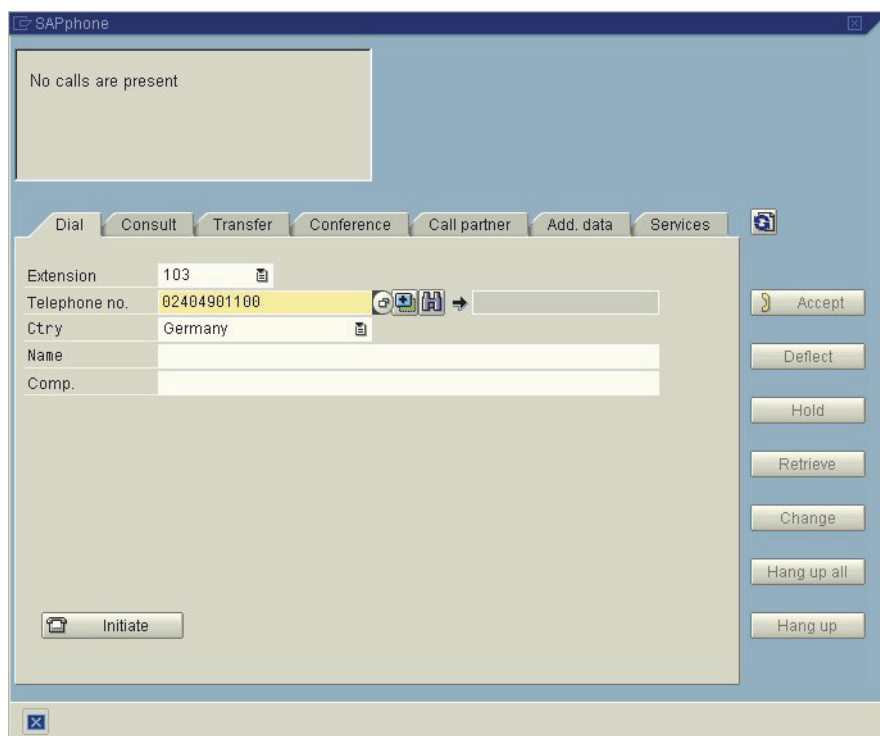 SAPphone
No calls are present
Dial Consult Transfer Conference Call partner Add. data Services
Extension 103
Telephone no. 02404901100
Accept
Ctry Germany
Name
Deflect
Comp.
Hold
Retrieve
Change
Hang up all
Initiate
Hang up